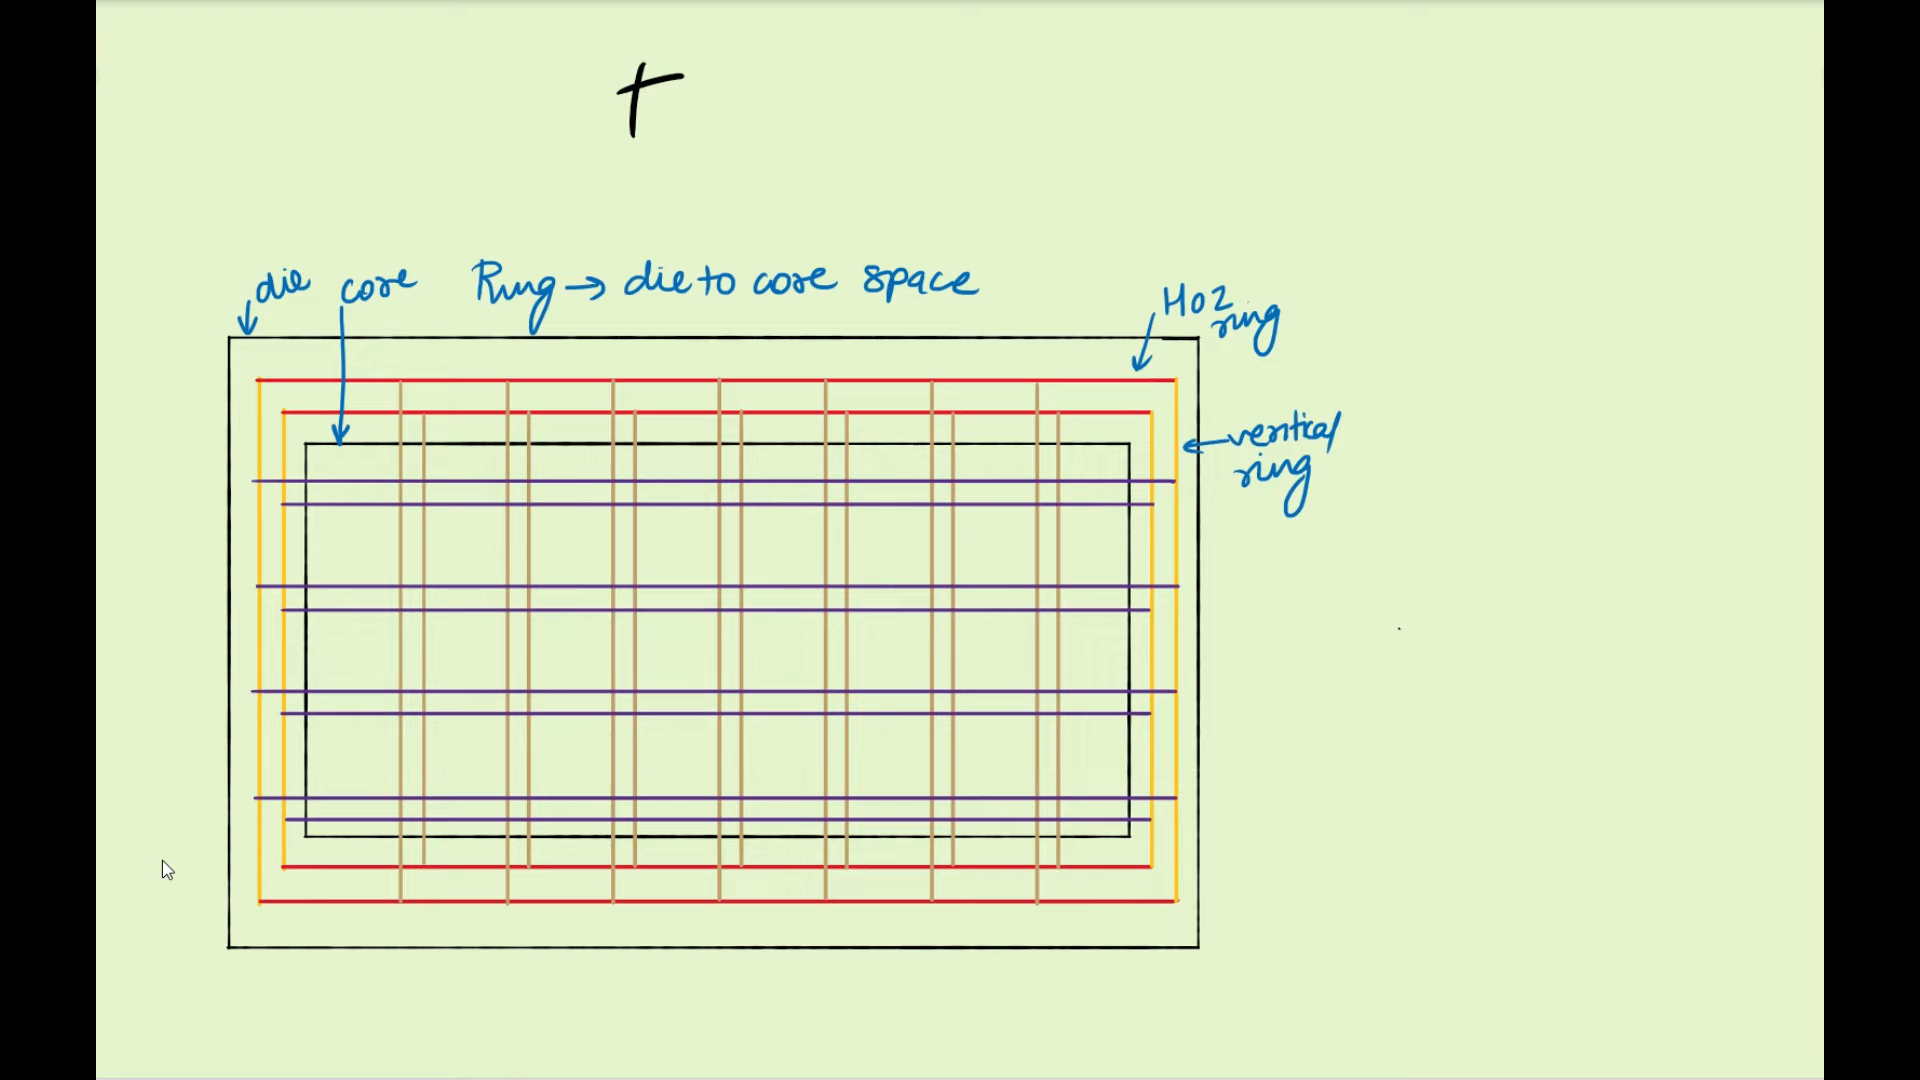 t
die core Ring → die to core space
Hoz
ring
vertical
ring